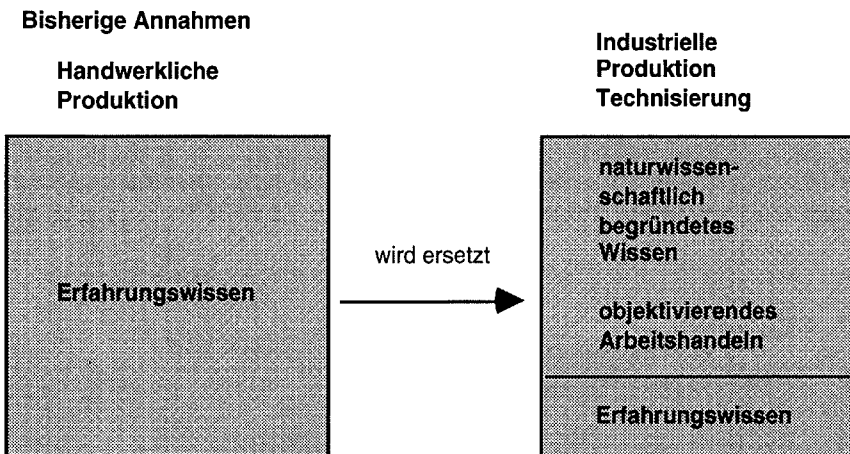 Bisherige Annahmen
Handwerkliche
Produktion
Industrielle
Produktion
Technisierung
Erfahrungswissen
wird ersetzt
naturwissen-
schaftlich
begründetes
Wissen
objektivierendes
Arbeitshandeln
Erfahrungswissen